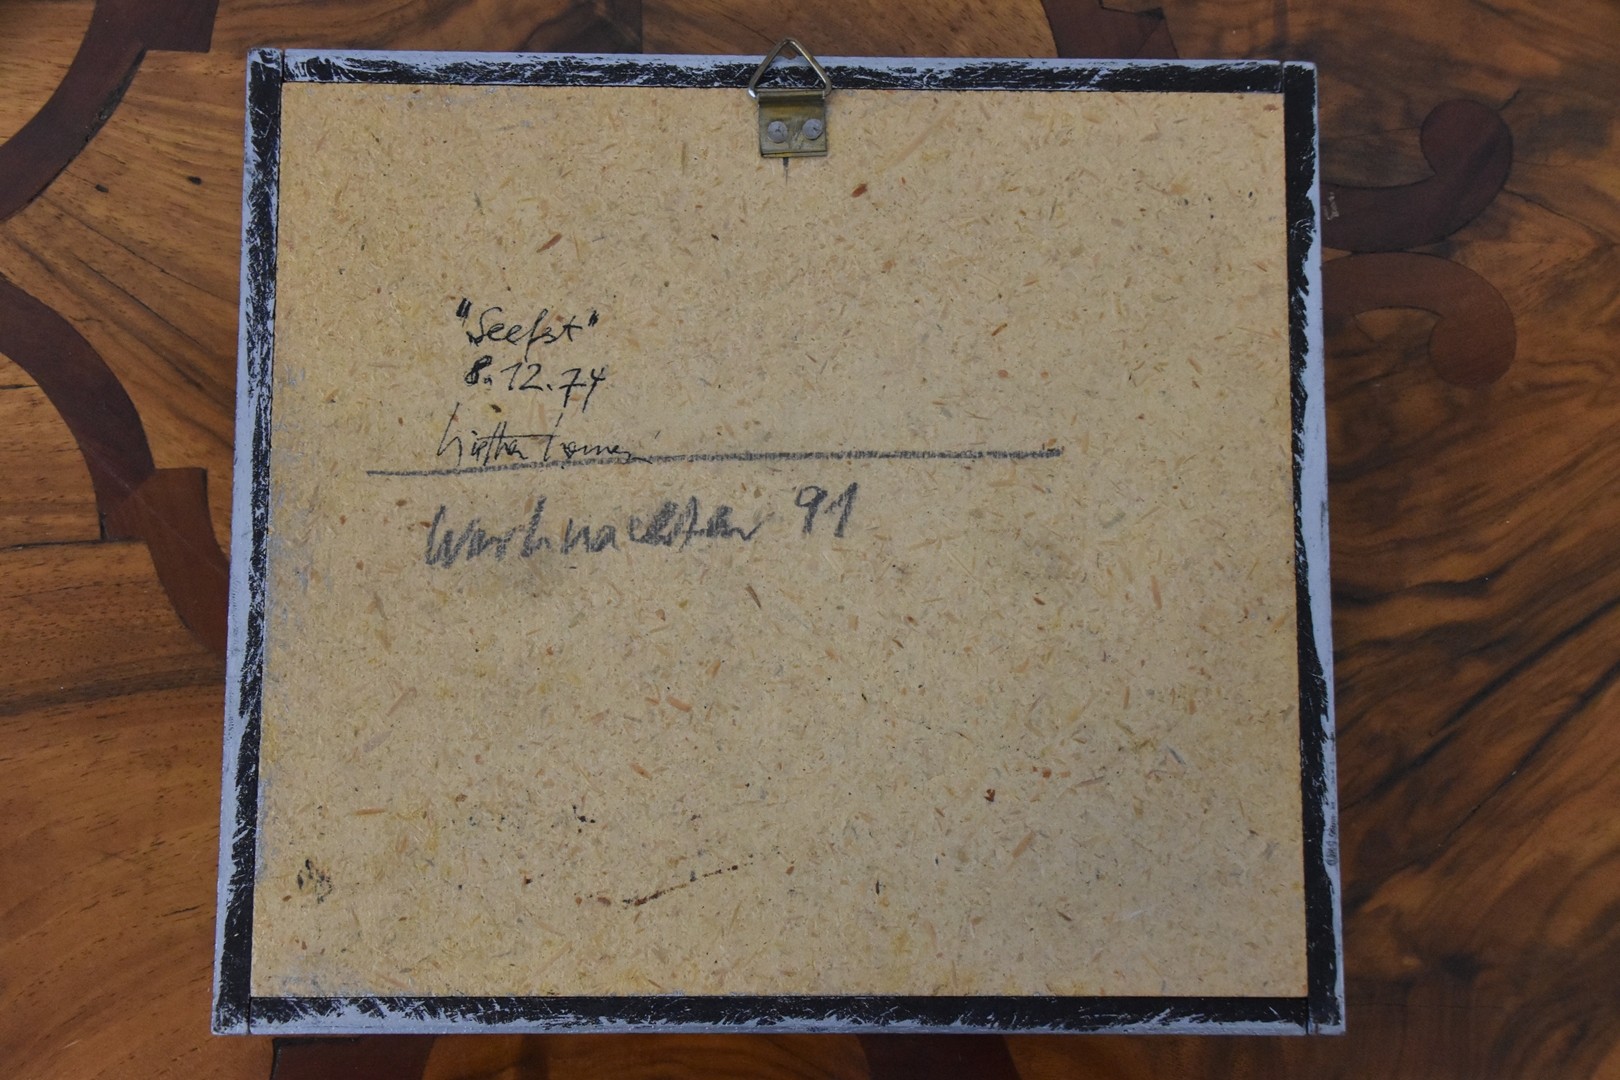 "Seefest"
8.12.74
Weihnachten 91